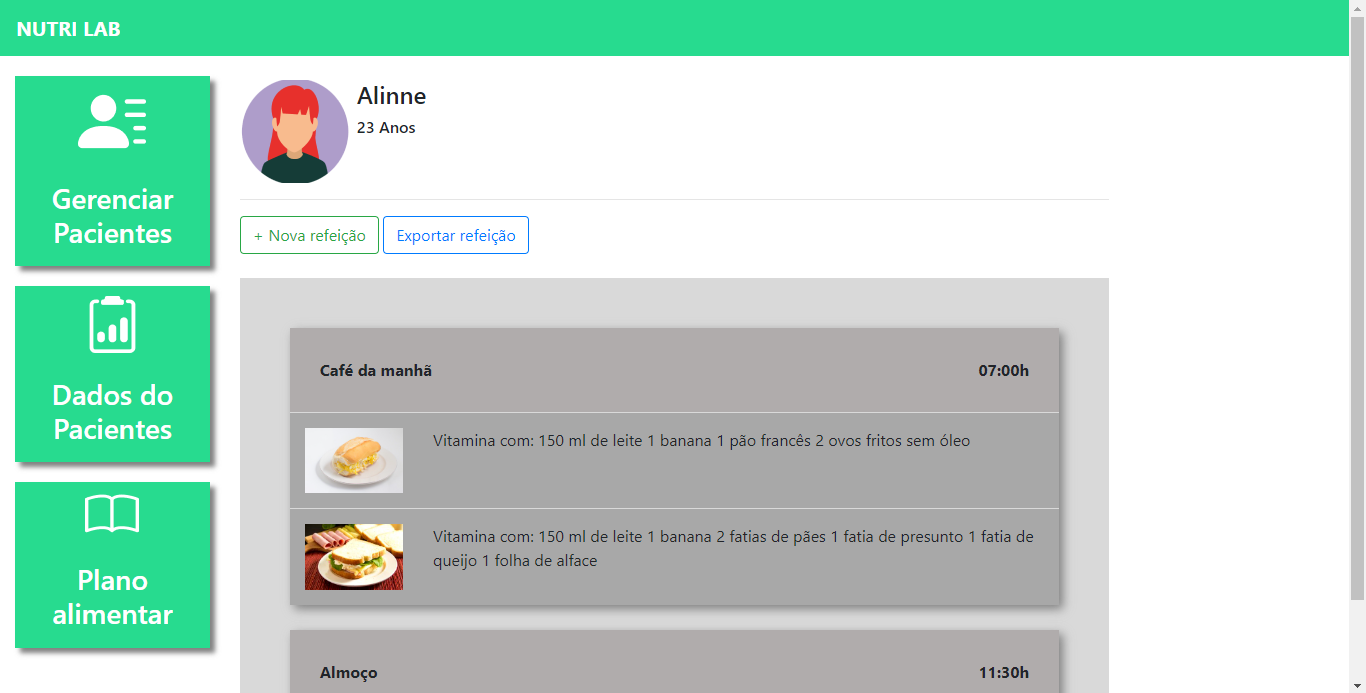 NUTRI LAB
Gerenciar
Pacientes
Dados do
Pacientes
Plano
alimentar
Alinne
23 Anos
+ Nova refeição
Exportar refeição
Café da manhã
07:00h
Vitamina com: 150 ml de leite 1 banana 1 pão francês 2 ovos fritos sem óleo
Vitamina com: 150 ml de leite 1 banana 2 fatias de pães 1 fatia de presunto 1 fatia de
queijo 1 folha de alface
Almoço
11:30h